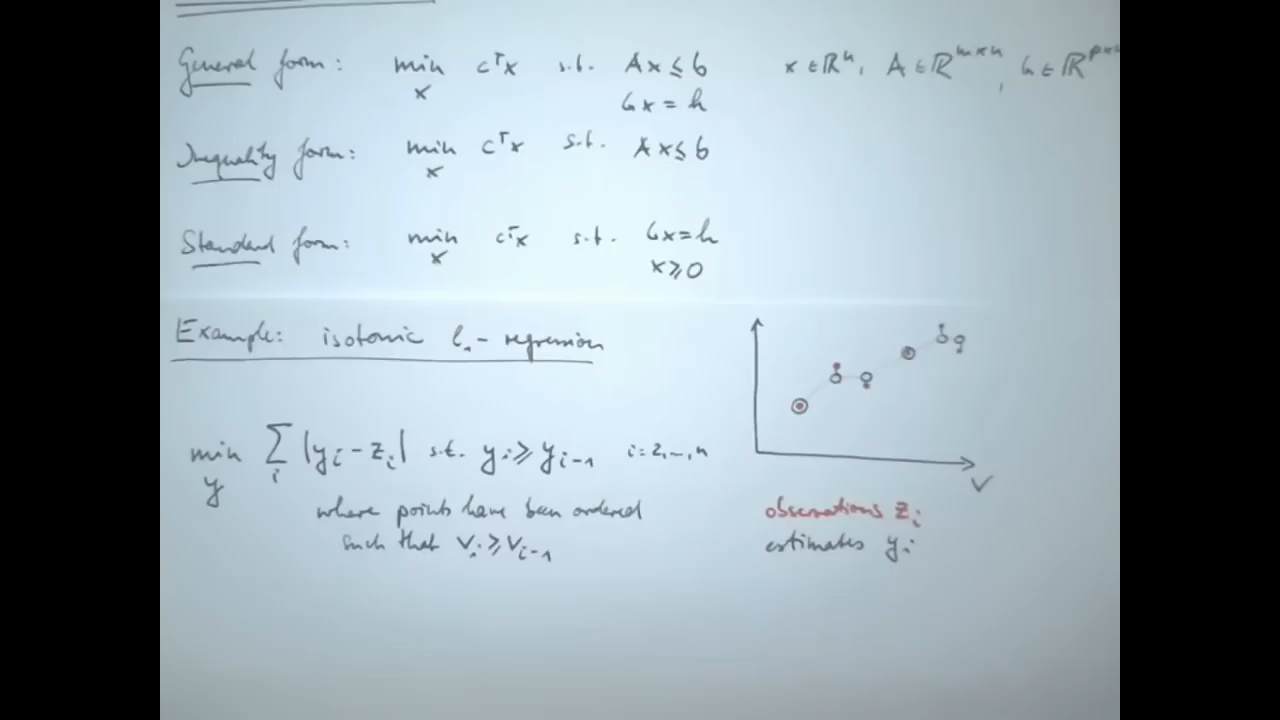 General form: min c^T x s.t. Ax ≤ b x ∈ ℝ^n, A ∈ ℝ^{m×n}, G ∈ ℝ^{p×n}
x Gx = h
Inequality form: min c^T x s.t. Ax ≤ b
x
Standard form: min c^T x s.t. Gx = h
x x ≥ 0
Example: isotonic l_1 - regression
min Σ |y_i - z_i| s.t. y_i ≥ y_{i-1} i = 2, ..., n
y i
v
where points have been ordered
such that v_i ≥ v_{i-1}
observations z_i
estimates y_i